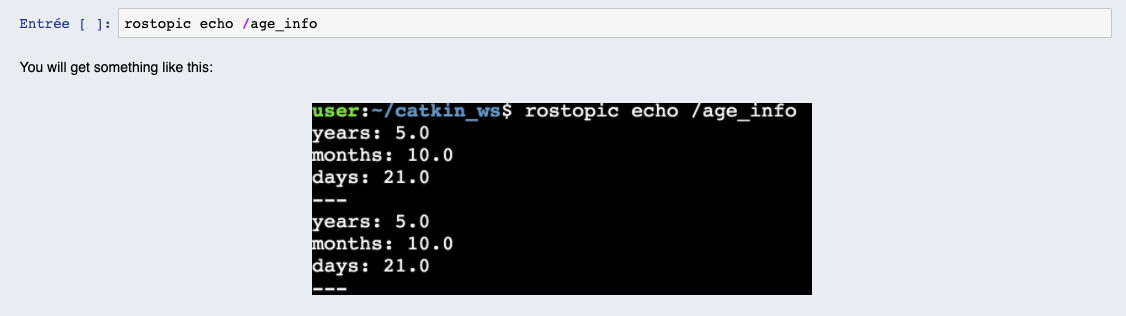 Entrée [ ]: rostopic echo /age_info
You will get something like this:
user:~/catkin_ws$ rostopic echo /age_info
years: 5.0
months: 10.0
days: 21.0
---
years: 5.0
months: 10.0
days: 21.0
---